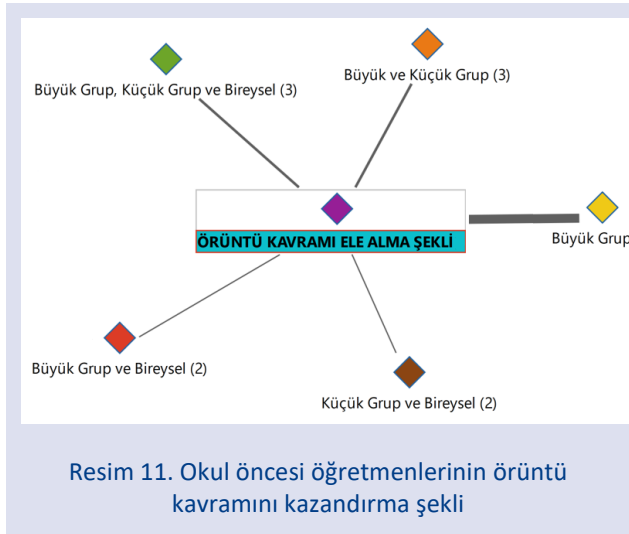 Büyük Grup, Küçük Grup ve Bireysel (3)
Büyük ve Küçük Grup (3)
ÖRÜNTÜ KAVRAMI ELE ALMA ŞEKLİ
Büyük Grup
Büyük Grup ve Bireysel (2)
Küçük Grup ve Bireysel (2)
Resim 11. Okul öncesi öğretmenlerinin örüntü
kavramını kazandırma şekli